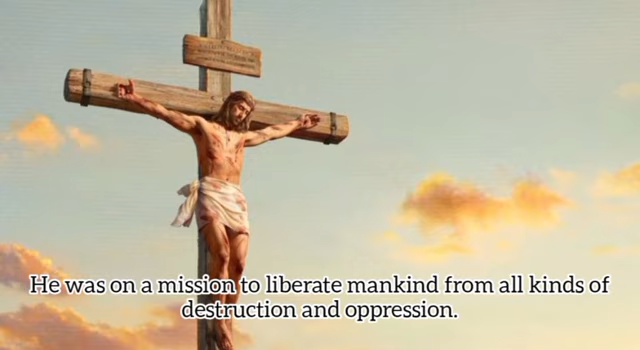 He was on a mission to liberate mankind from all kinds of
destruction and oppression.